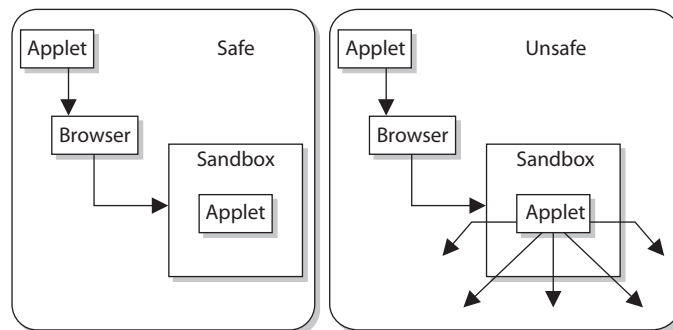 Applet
Safe
Browser
Sandbox
Applet
Applet
Unsafe
Browser
Sandbox
Applet